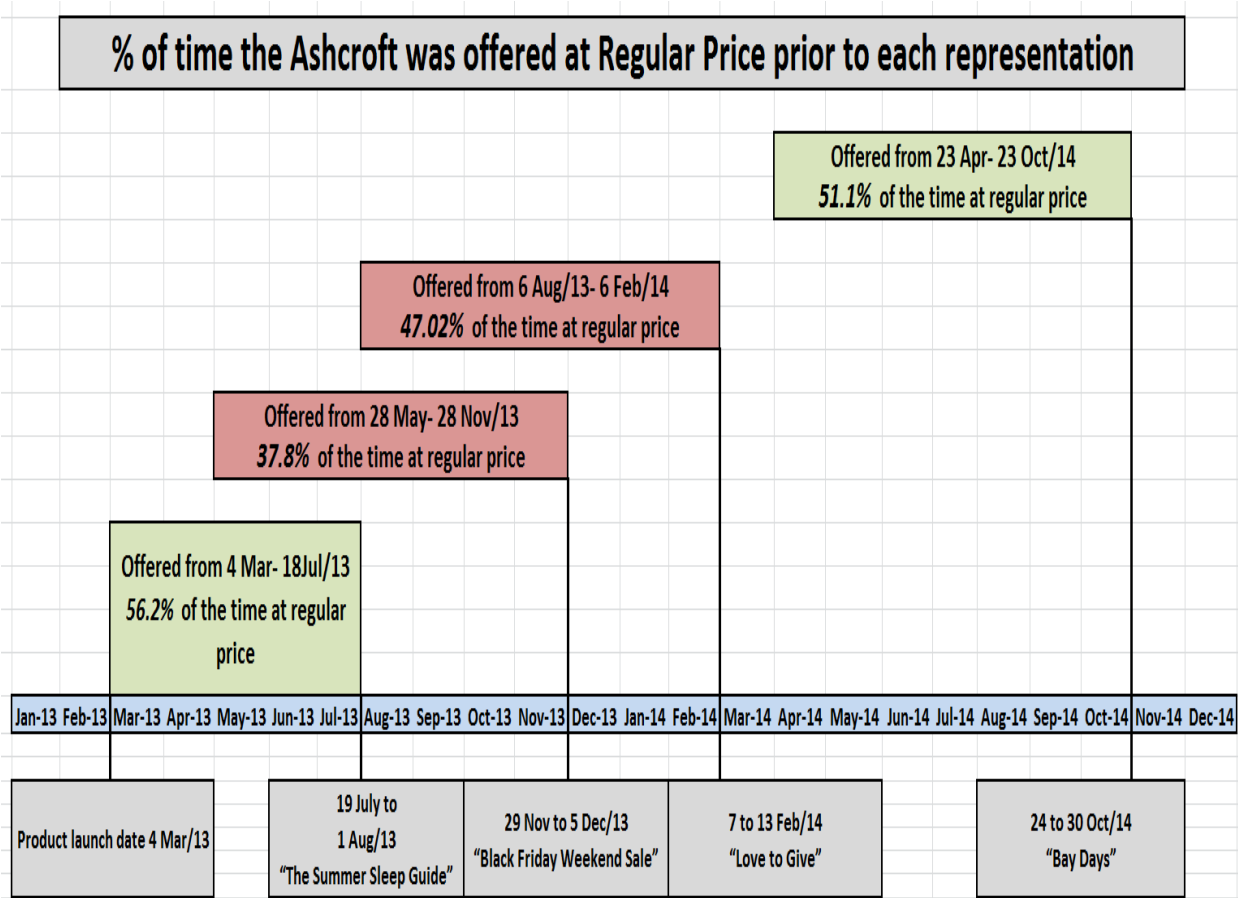 % of time the Ashcroft was offered at Regular Price prior to each representation
Offered from 23 Apr- 23 Oct/14
51.1% of the time at regular price
Offered from 6 Aug/13- 6 Feb/14
47.02% of the time at regular price
Offered from 28 May- 28 Nov/13
37.8% of the time at regular price
Offered from 4 Mar- 18Jul/13
56.2% of the time at regular
price
Jan-13 Feb-13 Mar-13 Apr-13 May-13 Jun-13 Jul-13 Aug-13 Sep-13 Oct-13 Nov-13 Dec-13 Jan-14 Feb-14 Mar-14 Apr-14 May-14 Jun-14 Jul-14 Aug-14 Sep-14 Oct-14 Nov-14 Dec-14
Product launch date 4 Mar/13
19 July to
1 Aug/13
“The Summer Sleep Guide”
29 Nov to 5 Dec/13
“Black Friday Weekend Sale”
7 to 13 Feb/14
“Love to Give”
24 to 30 Oct/14
“Bay Days”